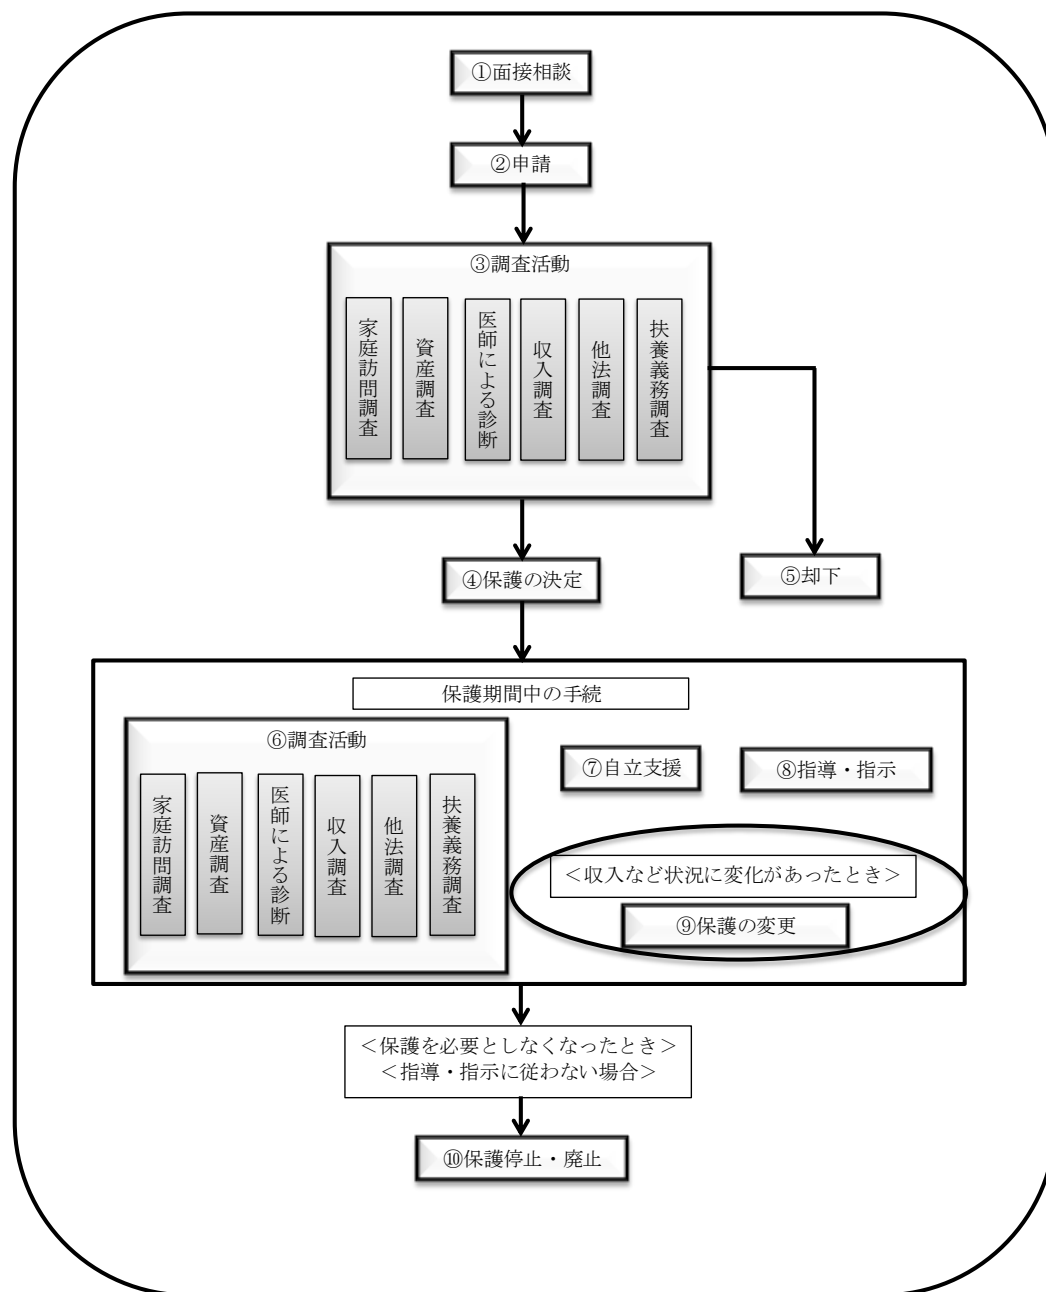 ①面接相談
②申請
③調査活動
家庭訪問調査
資産調査
医師による診断
収入調査
他法調査
扶養義務調査
④保護の決定
⑤却下
保護期間中の手続
⑥調査活動
家庭訪問調査
資産調査
医師による診断
収入調査
他法調査
扶養義務調査
⑦自立支援
⑧指導・指示
＜収入など状況に変化があったとき＞
⑨保護の変更
＜保護を必要としなくなったとき＞
＜指導・指示に従わない場合＞
⑩保護停止・廃止